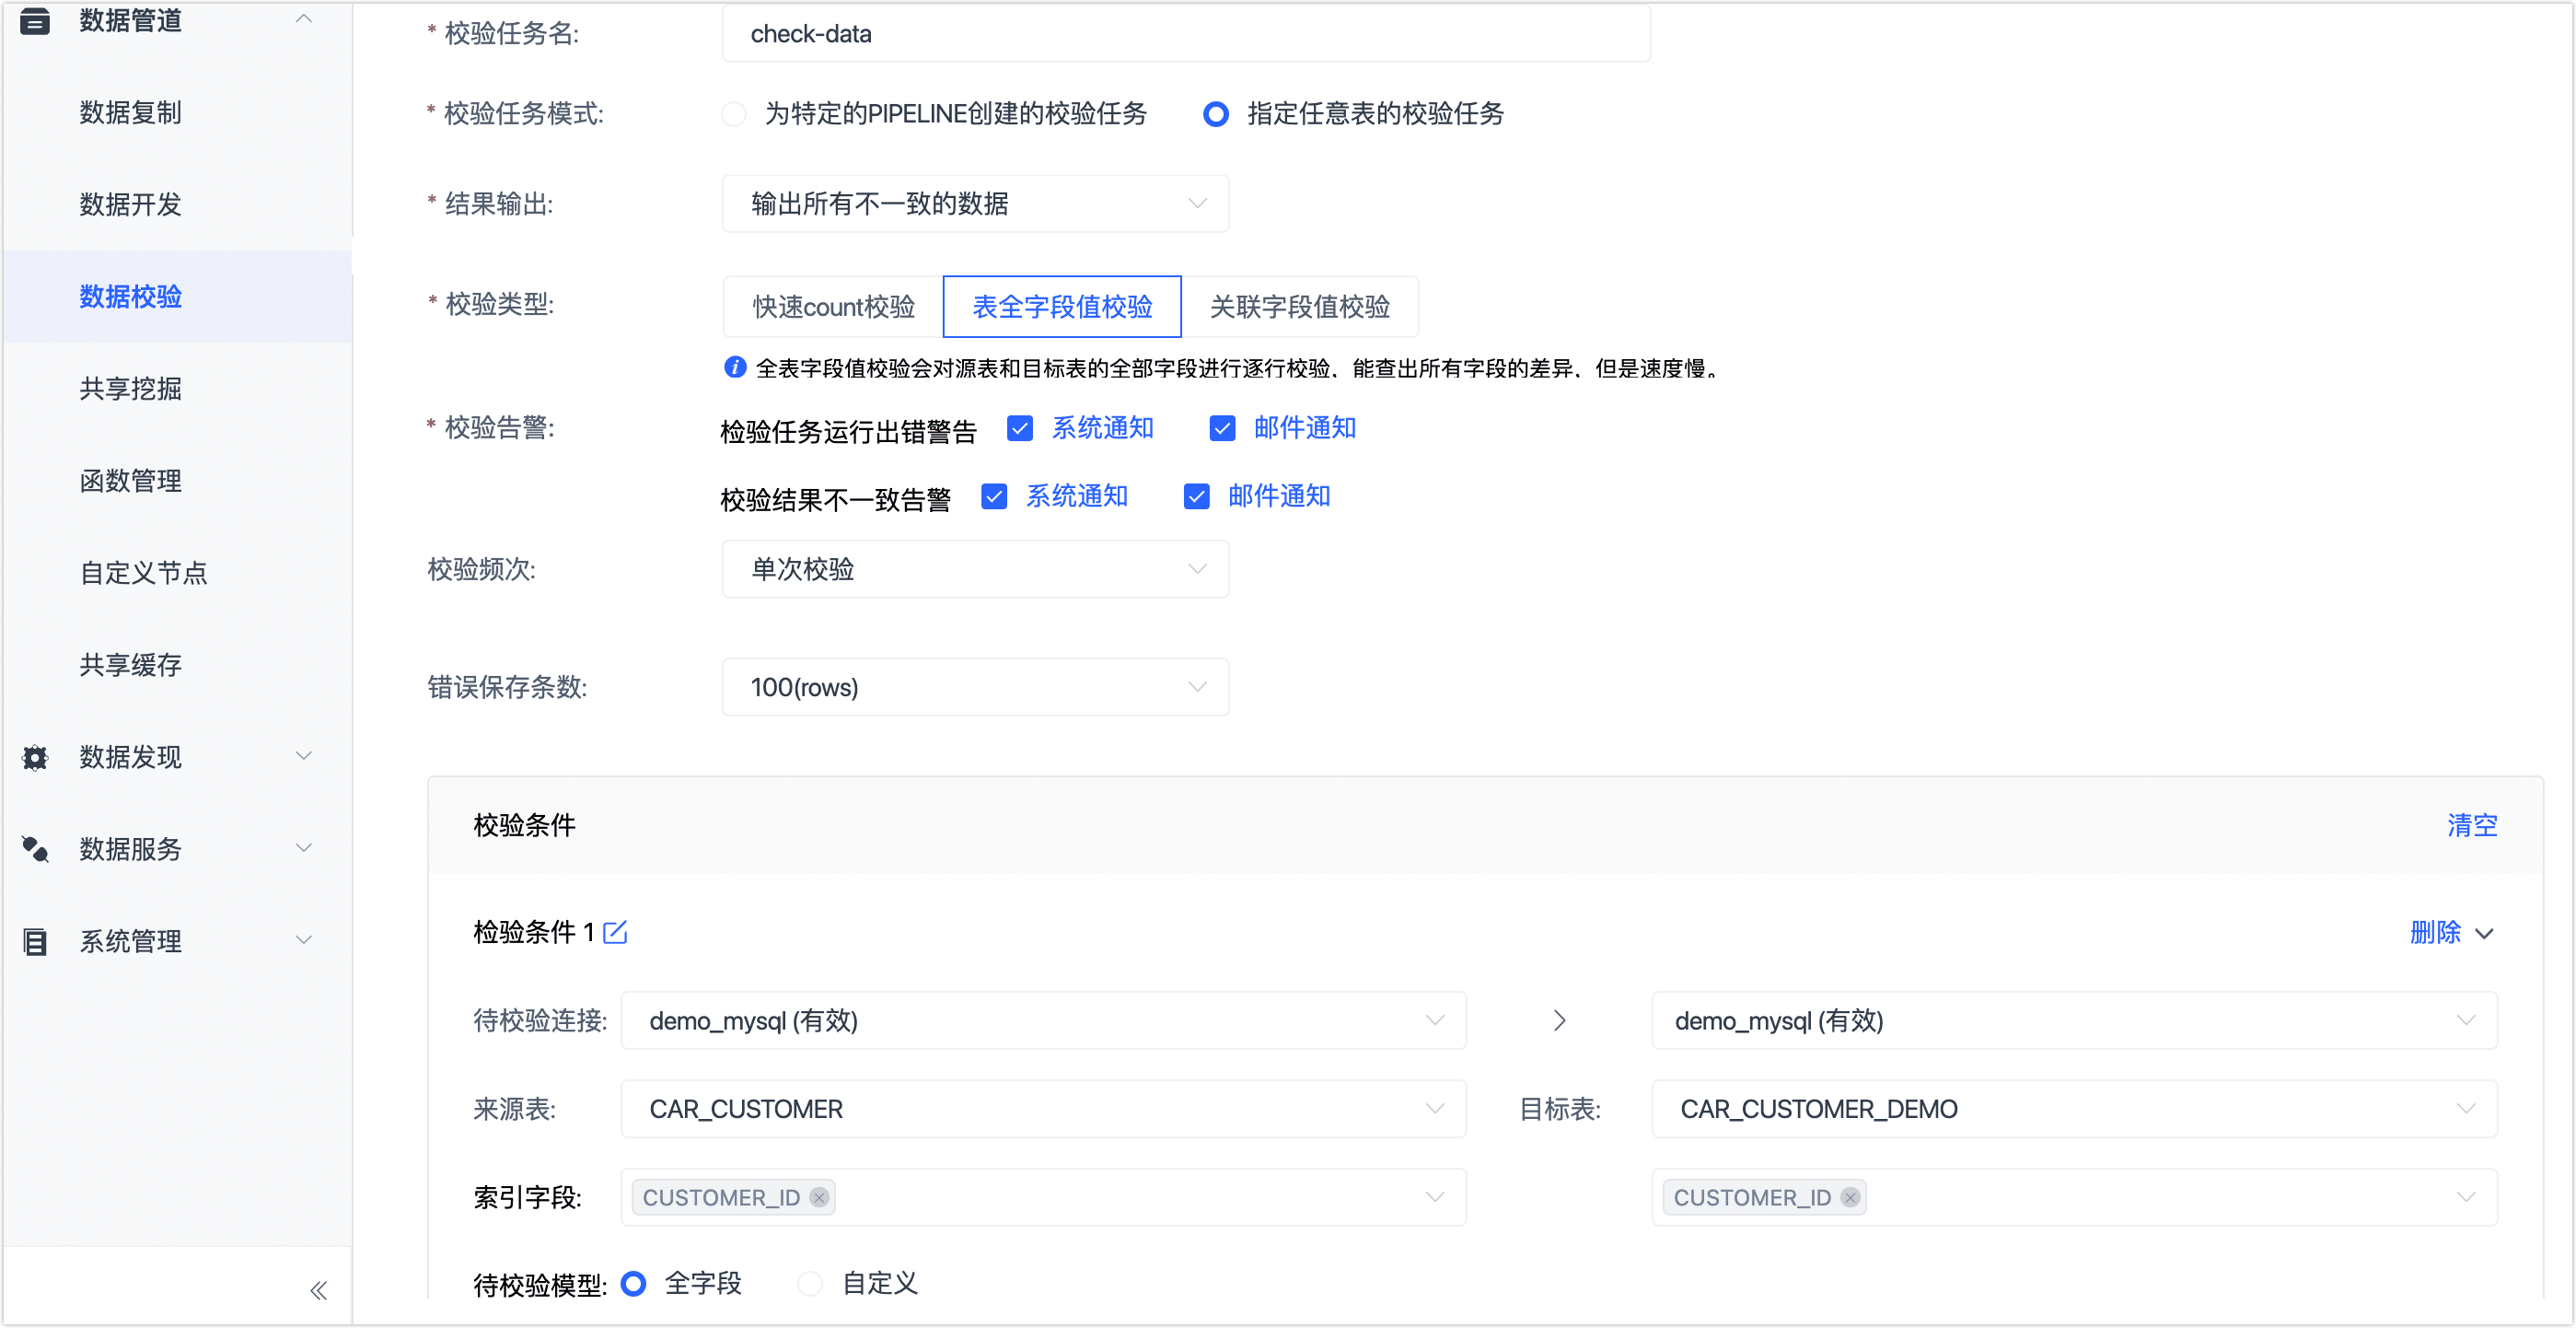 数据管道
数据复制
数据开发
数据校验
共享挖掘
函数管理
自定义节点
共享缓存
数据发现
数据服务
系统管理
* 校验任务名: check-data
* 校验任务模式: 为特定的PIPELINE创建的校验任务 指定任意表的校验任务
* 结果输出: 输出所有不一致的数据
* 校验类型: 快速count校验 表全字段值校验 关联字段值校验
全表字段值校验会对源表和目标表的全部字段进行逐行校验，能查出所有字段的差异，但是速度慢。
* 校验告警: 检验任务运行出错警告 系统通知 邮件通知
校验结果不一致告警 系统通知 邮件通知
校验频次: 单次校验
错误保存条数: 100(rows)
校验条件 清空
检验条件 1 删除
待校验连接: demo_mysql (有效) > demo_mysql (有效)
来源表: CAR_CUSTOMER 目标表: CAR_CUSTOMER_DEMO
索引字段: CUSTOMER_ID CUSTOMER_ID
待校验模型: 全字段 自定义